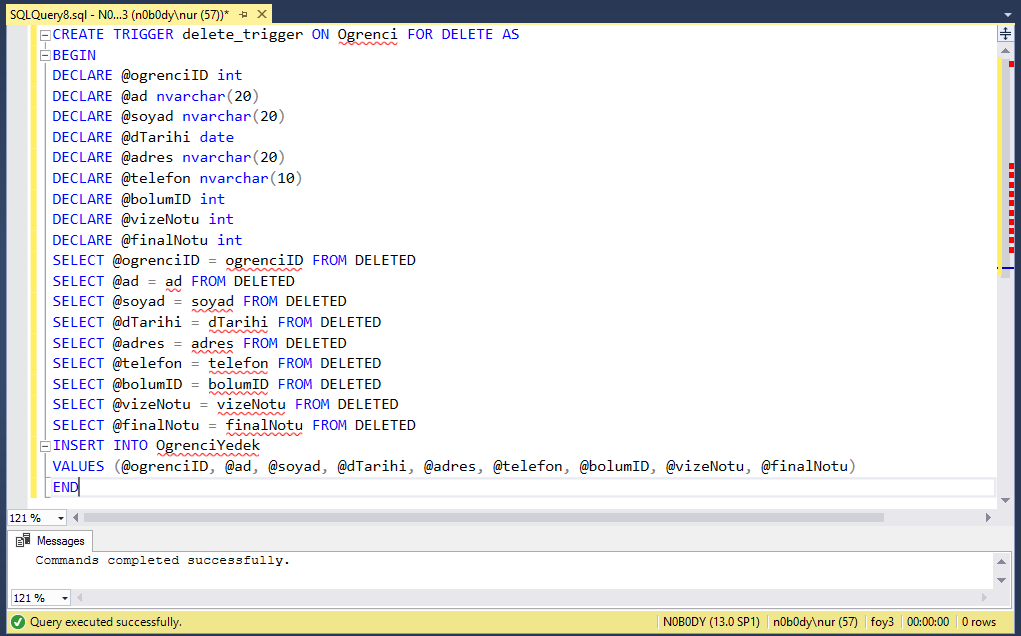 SQLQuery8.sql - N0...3 (n0b0dy\nur (57))*
CREATE TRIGGER delete_trigger ON Ogrenci FOR DELETE AS
BEGIN
DECLARE @ogrenciID int
DECLARE @ad nvarchar(20)
DECLARE @soyad nvarchar(20)
DECLARE @dTarihi date
DECLARE @adres nvarchar(20)
DECLARE @telefon nvarchar(10)
DECLARE @bolumID int
DECLARE @vizeNotu int
DECLARE @finalNotu int
SELECT @ogrenciID = ogrenciID FROM DELETED
SELECT @ad = ad FROM DELETED
SELECT @soyad = soyad FROM DELETED
SELECT @dTarihi = dTarihi FROM DELETED
SELECT @adres = adres FROM DELETED
SELECT @telefon = telefon FROM DELETED
SELECT @bolumID = bolumID FROM DELETED
SELECT @vizeNotu = vizeNotu FROM DELETED
SELECT @finalNotu = finalNotu FROM DELETED
INSERT INTO OgrenciYedek
VALUES (@ogrenciID, @ad, @soyad, @dTarihi, @adres, @telefon, @bolumID, @vizeNotu, @finalNotu)
END
121 %
Messages
Commands completed successfully.
121 %
Query executed successfully. N0B0DY (13.0 SP1) n0b0dy\nur (57) foy3 00:00:00 0 rows